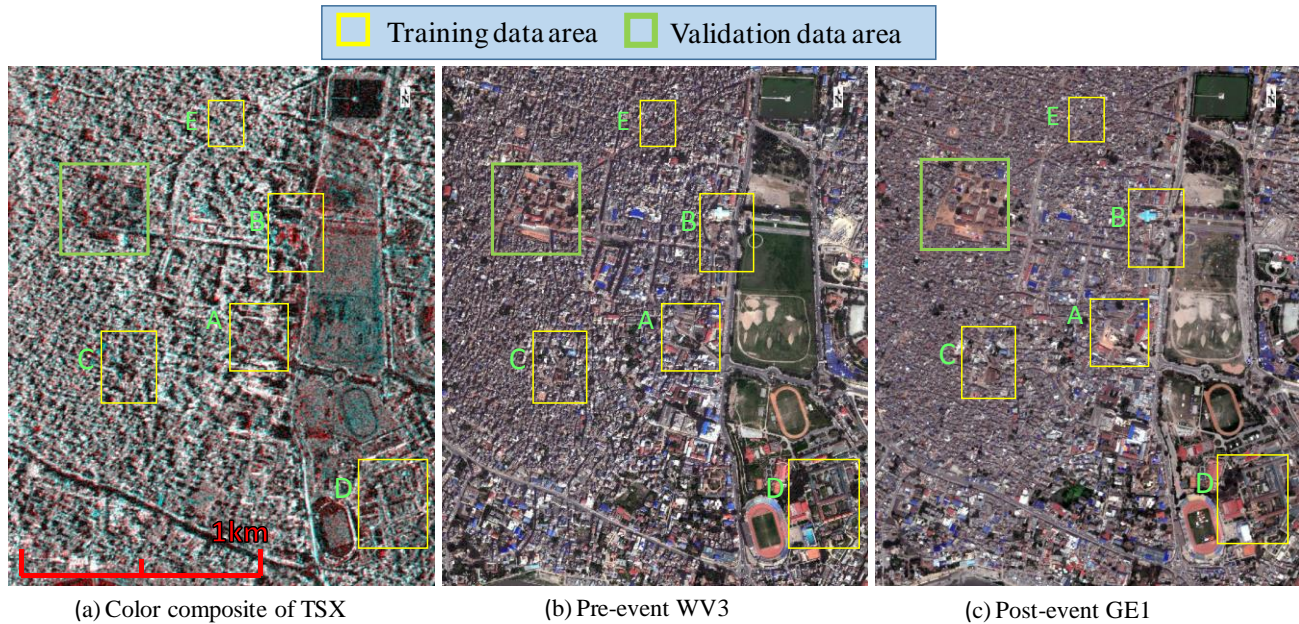 Training data area
Validation data area
E
B
A
C
D
1km
E
B
A
C
D
E
B
A
C
D
(a) Color composite of TSX
(b) Pre-event WV3
(c) Post-event GE1